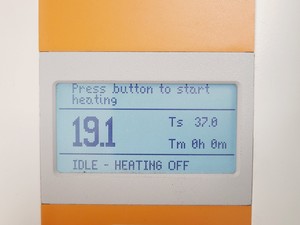 Press button to start
heating
19.1
Ts 37.0
Tm 0h 0m
IDLE - HEATING OFF